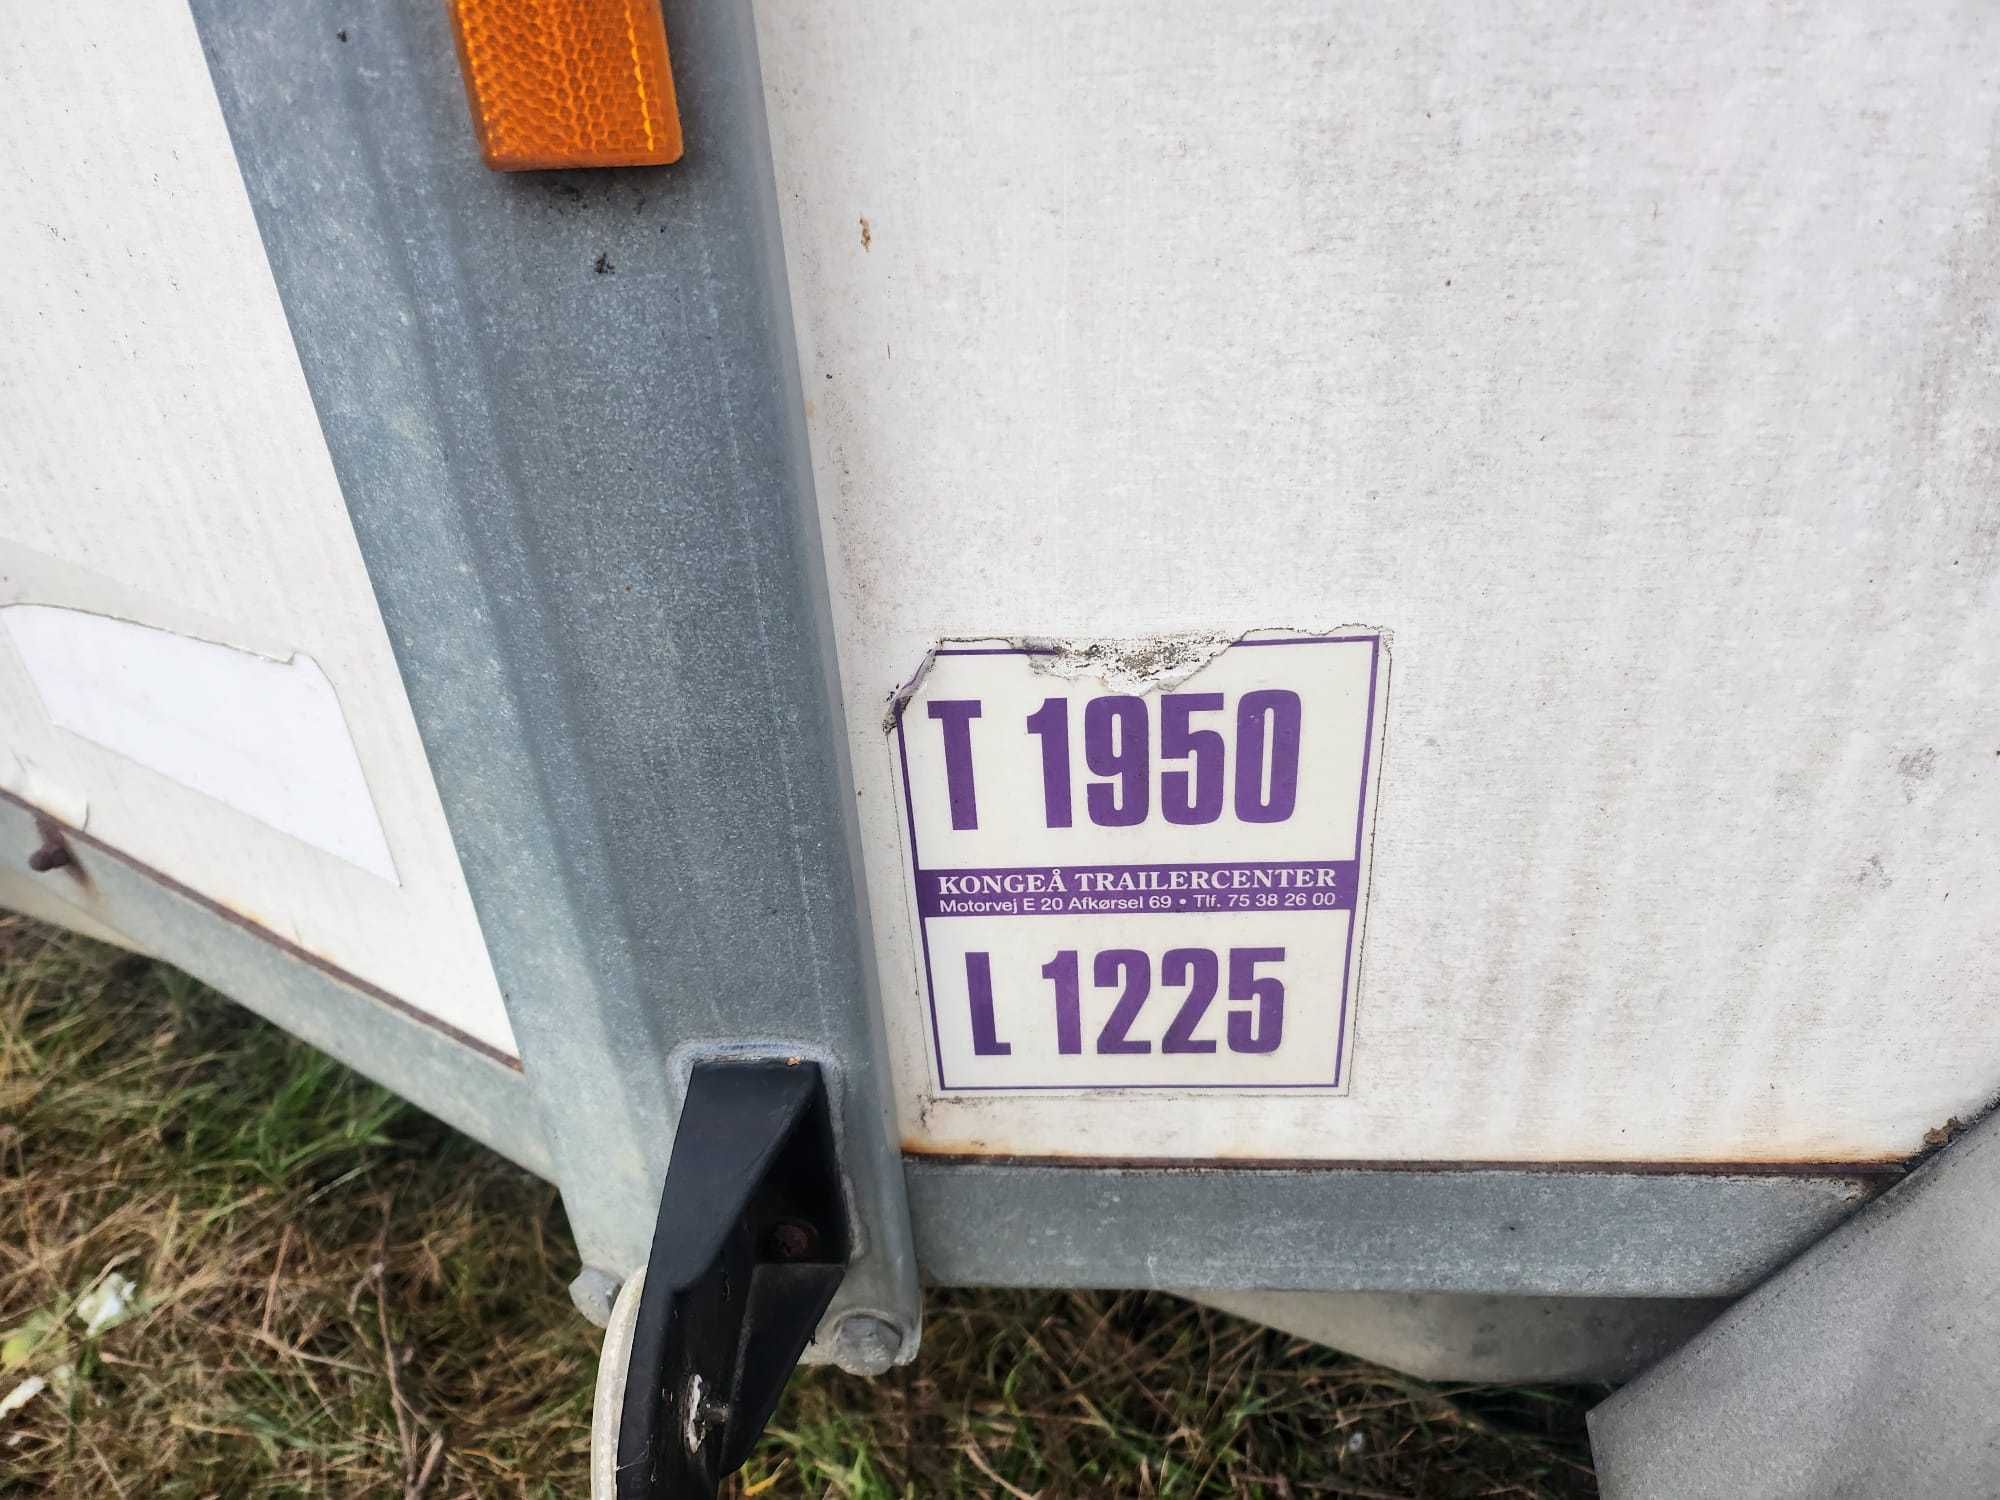 T 1950
KONGEÅ TRAILERCENTER
Motorvej E 20 Afkørsel 69 • Tlf. 75 38 26 00
L 1225